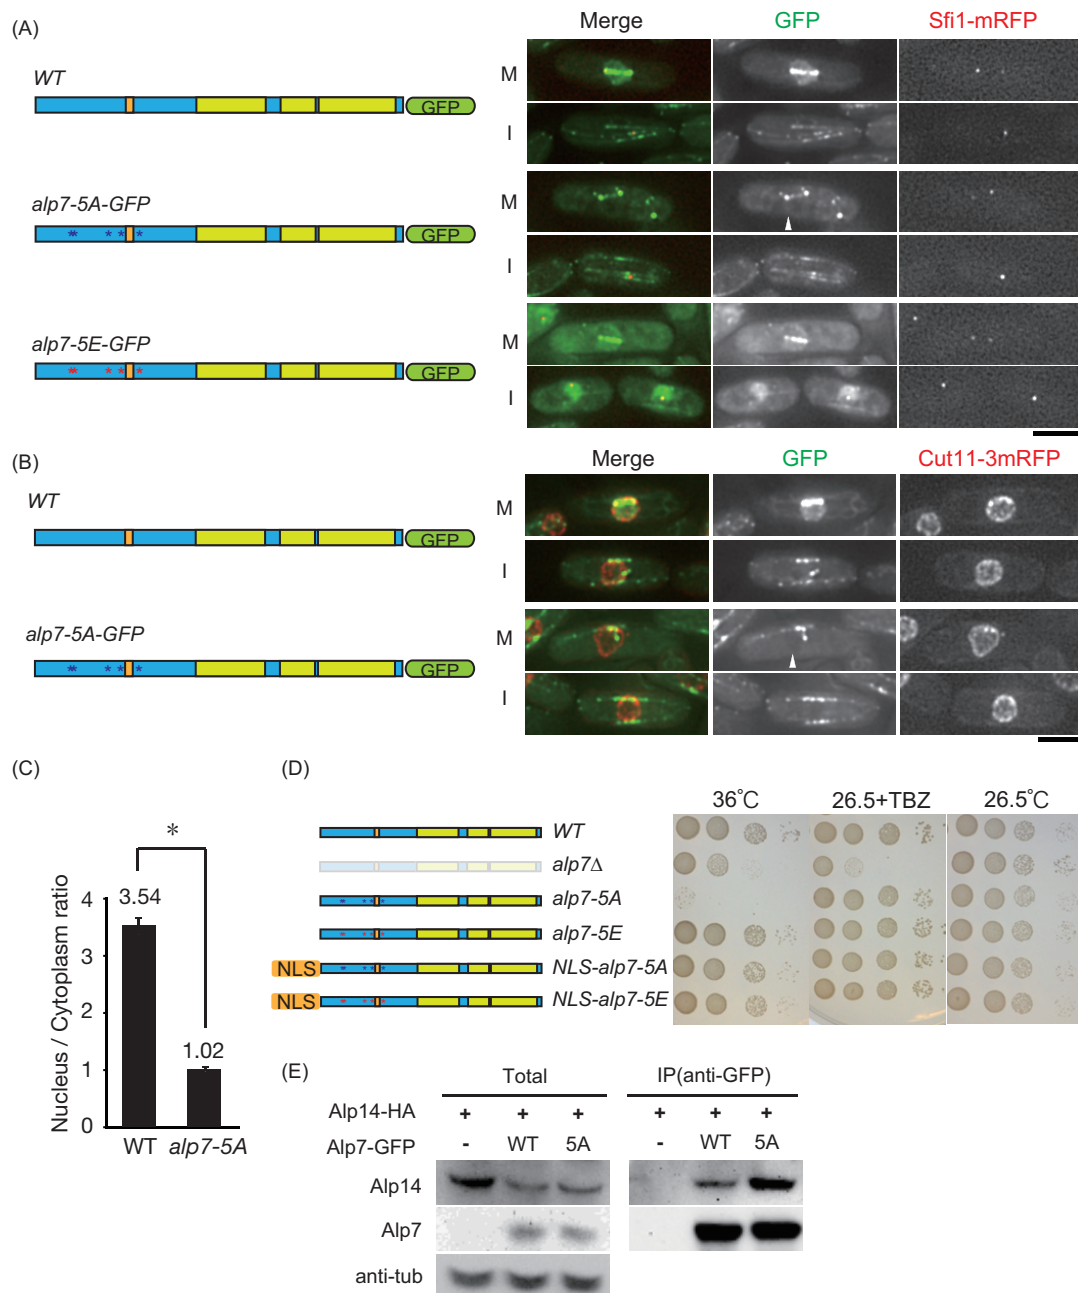 (A)
Merge GFP Sfi1-mRFP
WT
GFP
M
I
alp7-5A-GFP
** * * *
GFP
M
I
alp7-5E-GFP
** * * *
GFP
M
I
(B)
Merge GFP Cut11-3mRFP
WT
GFP
M
I
alp7-5A-GFP
** * * *
GFP
M
I
(C)
Nucleus / Cytoplasm ratio
4
3
2
1
0
3.54
*
1.02
WT alp7-5A
(D)
36°C 26.5+TBZ 26.5°C
WT
alp7Δ
alp7-5A
alp7-5E
NLS NLS-alp7-5A
NLS NLS-alp7-5E
(E)
Total IP(anti-GFP)
Alp14-HA + + + + + +
Alp7-GFP - WT 5A - WT 5A
Alp14
Alp7
anti-tub